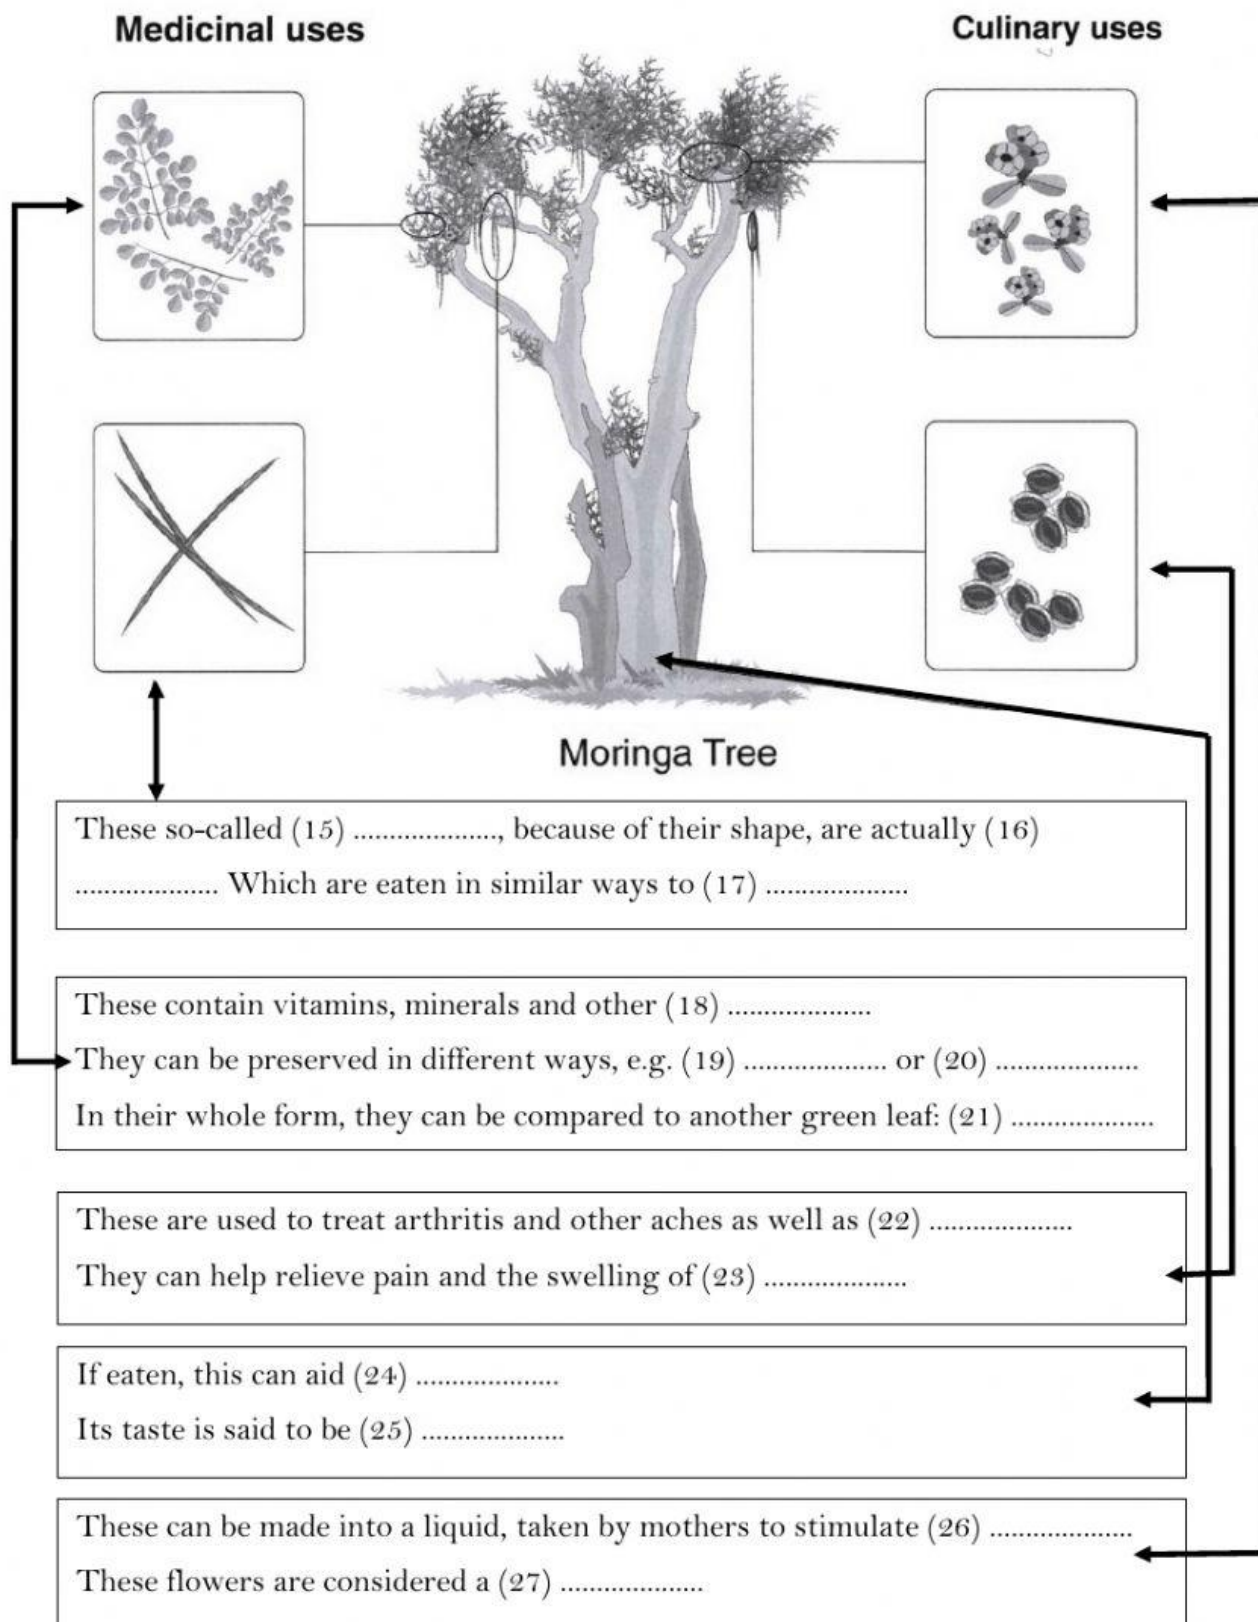 Medicinal uses
Culinary uses
Moringa Tree
These so-called (15) ...................., because of their shape, are actually (16)
.................... Which are eaten in similar ways to (17) ....................
These contain vitamins, minerals and other (18) ....................
They can be preserved in different ways, e.g. (19) .................... or (20) ....................
In their whole form, they can be compared to another green leaf: (21) ....................
These are used to treat arthritis and other aches as well as (22) ....................
They can help relieve pain and the swelling of (23) ....................
If eaten, this can aid (24) ....................
Its taste is said to be (25) ....................
These can be made into a liquid, taken by mothers to stimulate (26) ....................
These flowers are considered a (27) ....................